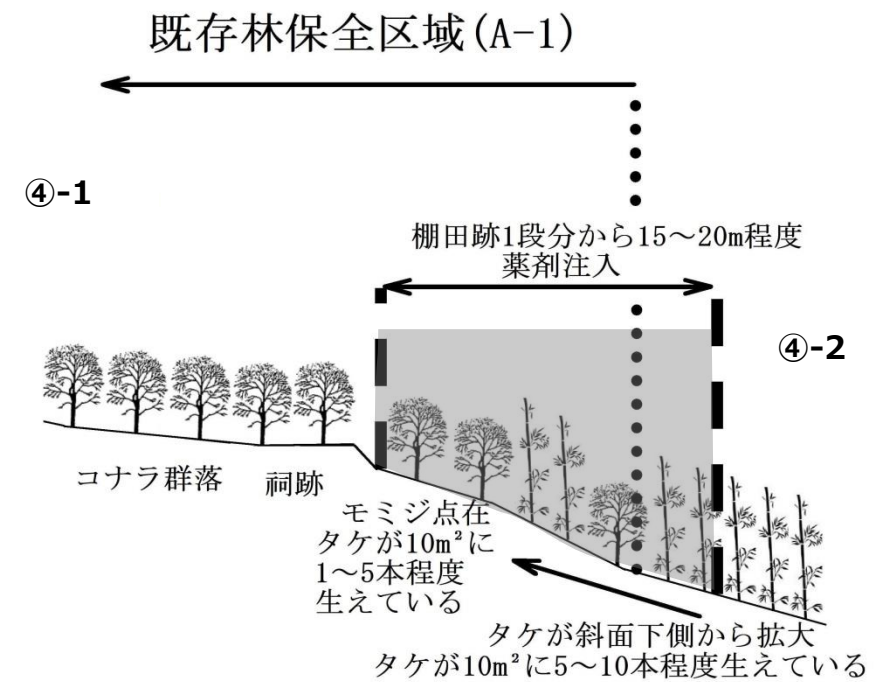 既存林保全区域(A-1)
④-1
棚田跡1段分から15～20m程度
薬剤注入
④-2
コナラ群落
祠跡
モミジ点在
タケが10m²に
1～5本程度
生えている
タケが斜面下側から拡大
タケが10m²に5～10本程度生えている